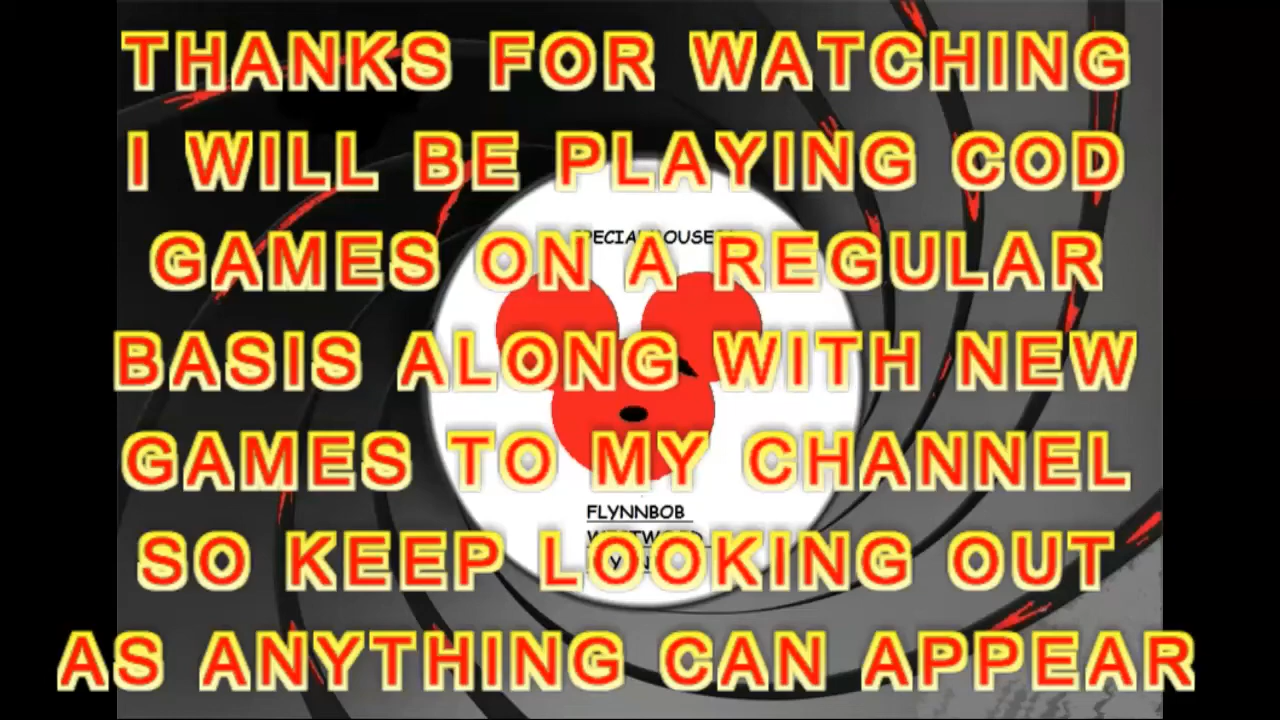 THANKS FOR WATCHING
I WILL BE PLAYING COD
GAMES ON A REGULAR
BASIS ALONG WITH NEW
GAMES TO MY CHANNEL
FLYNNBOB
SO KEEP LOOKING OUT
AS ANYTHING CAN APPEAR